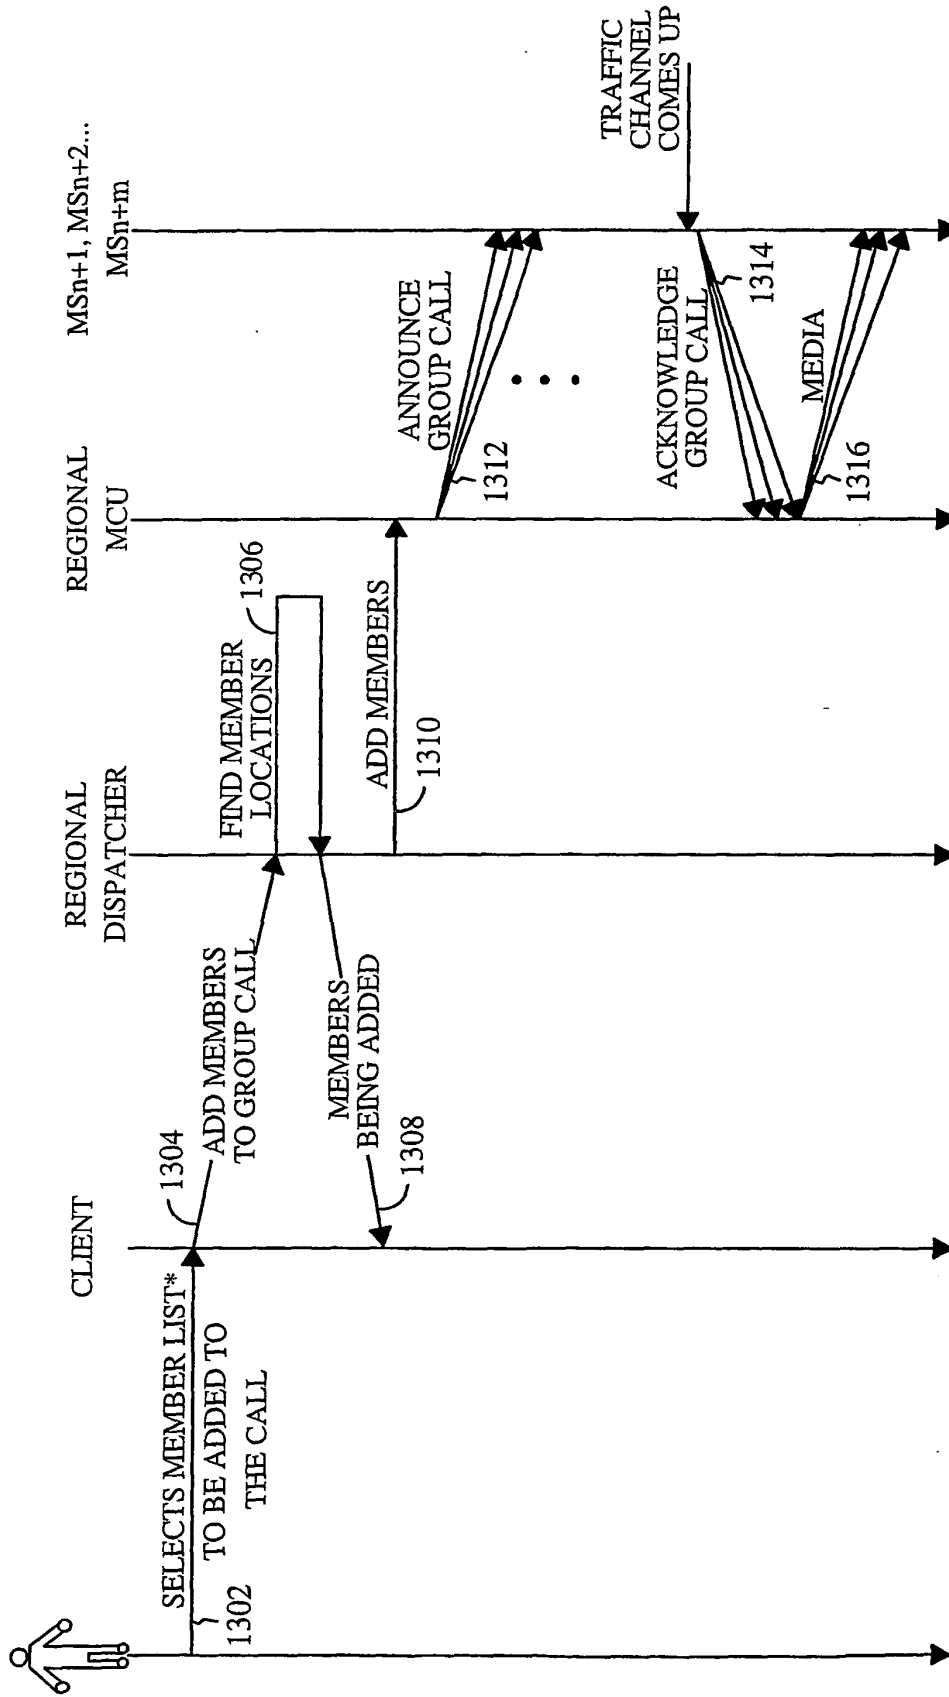 CLIENT
REGIONAL
DISPATCHER
REGIONAL
MCU
MSn+1, MSn+2...
MSn+m
SELECTS MEMBER LIST*
TO BE ADDED TO
THE CALL
1302
1304
ADD MEMBERS
TO GROUP CALL
FIND MEMBER
LOCATIONS
1306
MEMBERS
BEING ADDED
1308
ADD MEMBERS
1310
ANNOUNCE
GROUP CALL
1312
TRAFFIC
CHANNEL
COMES UP
ACKNOWLEDGE
GROUP CALL
1314
MEDIA
1316